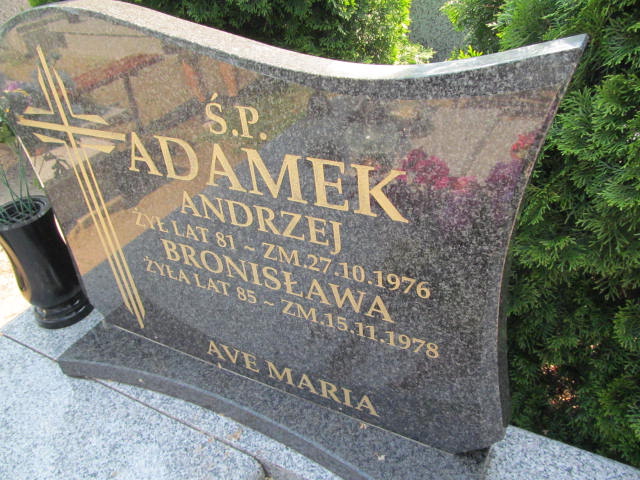 Ś.P.
ADAMEK
ANDRZEJ
ŻYŁ LAT 81 ~ ZM.27.10.1976
BRONISŁAWA
ŻYŁA LAT 85 ~ ZM.15.11.1978
AVE MARIA